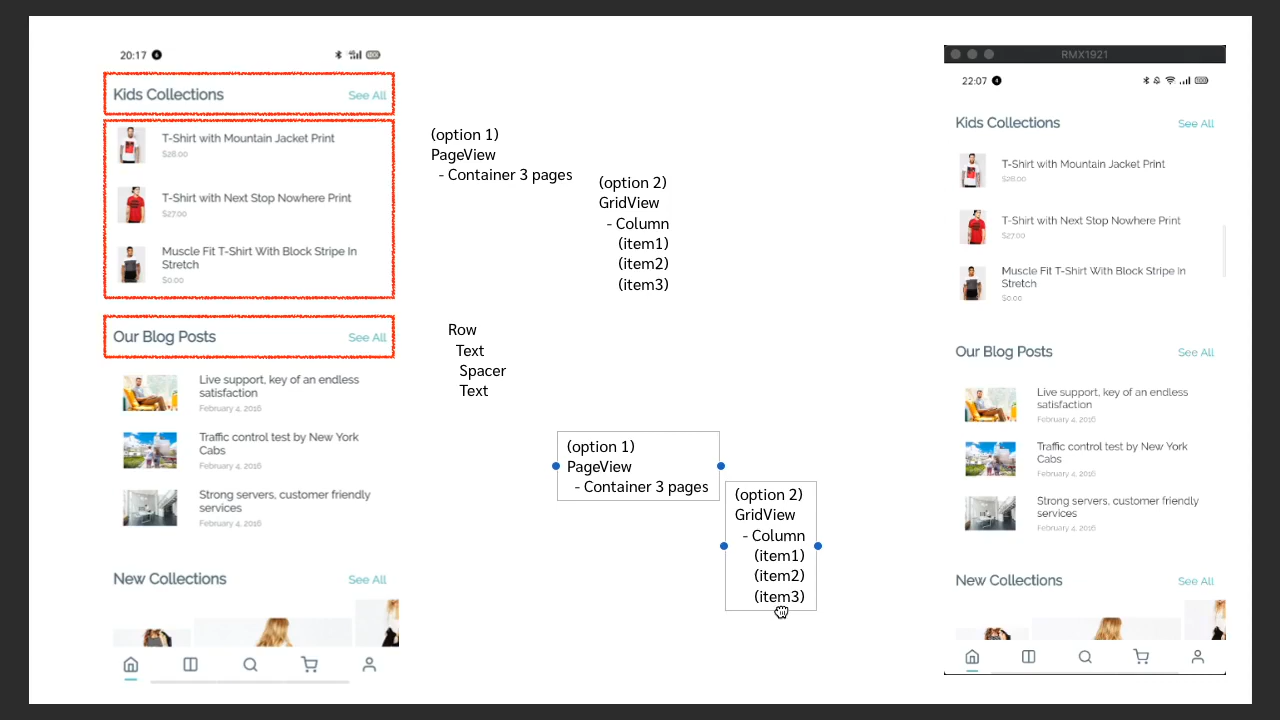 20:17
Kids Collections See All
T-Shirt with Mountain Jacket Print
$28.00
T-Shirt with Next Stop Nowhere Print
$27.00
Muscle Fit T-Shirt With Block Stripe In
Stretch
$0.00
Our Blog Posts See All
Live support, key of an endless
satisfaction
February 4, 2016
Traffic control test by New York
Cabs
February 4, 2016
Strong servers, customer friendly
services
February 4, 2016
New Collections See All
(option 1)
PageView
- Container 3 pages
(option 2)
GridView
- Column
(item1)
(item2)
(item3)
Row
Text
Spacer
Text
(option 1)
PageView
- Container 3 pages
(option 2)
GridView
- Column
(item1)
(item2)
(item3)
RMX1921
22:07
Kids Collections See All
T-Shirt with Mountain Jacket Print
$28.00
T-Shirt with Next Stop Nowhere Print
$27.00
Muscle Fit T-Shirt With Block Stripe In
Stretch
$0.00
Our Blog Posts See All
Live support, key of an endless
satisfaction
February 4, 2016
Traffic control test by New York
Cabs
February 4, 2016
Strong servers, customer friendly
services
February 4, 2016
New Collections See All